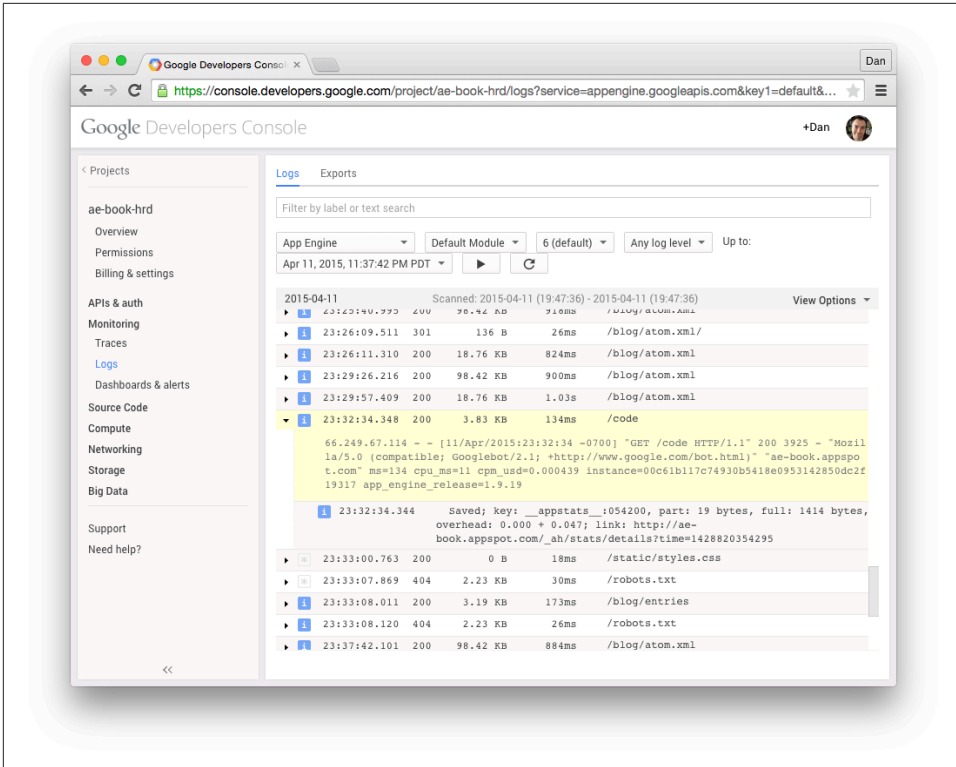 Google Developers Consol ×
Dan
https://console.developers.google.com/project/ae-book-hrd/logs?service=appengine.googleapis.com&key1=default&...
Google Developers Console
+Dan
< Projects
ae-book-hrd
Overview
Permissions
Billing & settings
APIs & auth
Monitoring
Traces
Logs
Dashboards & alerts
Source Code
Compute
Networking
Storage
Big Data
Support
Need help?
<<
Logs Exports
Filter by label or text search
App Engine Default Module 6 (default) Any log level Up to:
Apr 11, 2015, 11:37:42 PM PDT
2015-04-11 Scanned: 2015-04-11 (19:47:36) - 2015-04-11 (19:47:36) View Options
i 23:25:40.995 200 98.42 KB 918ms /blog/atom.xml
i 23:26:09.511 301 136 B 26ms /blog/atom.xml/
i 23:26:11.310 200 18.76 KB 824ms /blog/atom.xml
i 23:29:26.216 200 98.42 KB 900ms /blog/atom.xml
i 23:29:57.409 200 18.76 KB 1.03s /blog/atom.xml
i 23:32:34.348 200 3.83 KB 134ms /code
66.249.67.114 - - [11/Apr/2015:23:32:34 -0700] "GET /code HTTP/1.1" 200 3925 - "Mozil
la/5.0 (compatible; Googlebot/2.1; +http://www.google.com/bot.html)" "ae-book.appspo
t.com" ms=134 cpu_ms=11 cpm_usd=0.000439 instance=00c61b117c74930b5418e0953142850dc2f
19317 app_engine_release=1.9.19
i 23:32:34.344 Saved; key: __appstats__:054200, part: 19 bytes, full: 1414 bytes,
overhead: 0.000 + 0.047; link: http://ae-
book.appspot.com/_ah/stats/details?time=1428820354295
* 23:33:00.763 200 0 B 18ms /static/styles.css
* 23:33:07.869 404 2.23 KB 30ms /robots.txt
i 23:33:08.011 200 3.19 KB 173ms /blog/entries
i 23:33:08.120 404 2.23 KB 26ms /robots.txt
i 23:37:42.101 200 98.42 KB 884ms /blog/atom.xml